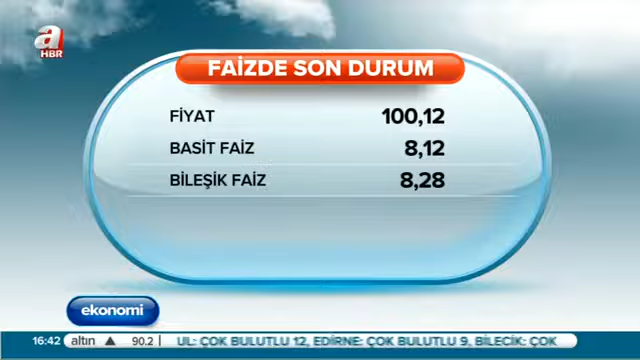 a
HBR
FAİZDE SON DURUM
FİYAT 100,12
BASİT FAİZ 8,12
BİLEŞİK FAİZ 8,28
ekonomi
16:42 altın ▲ 90.2 UL: ÇOK BULUTLU 12, EDİRNE: ÇOK BULUTLU 9, BİLECİK: ÇOK